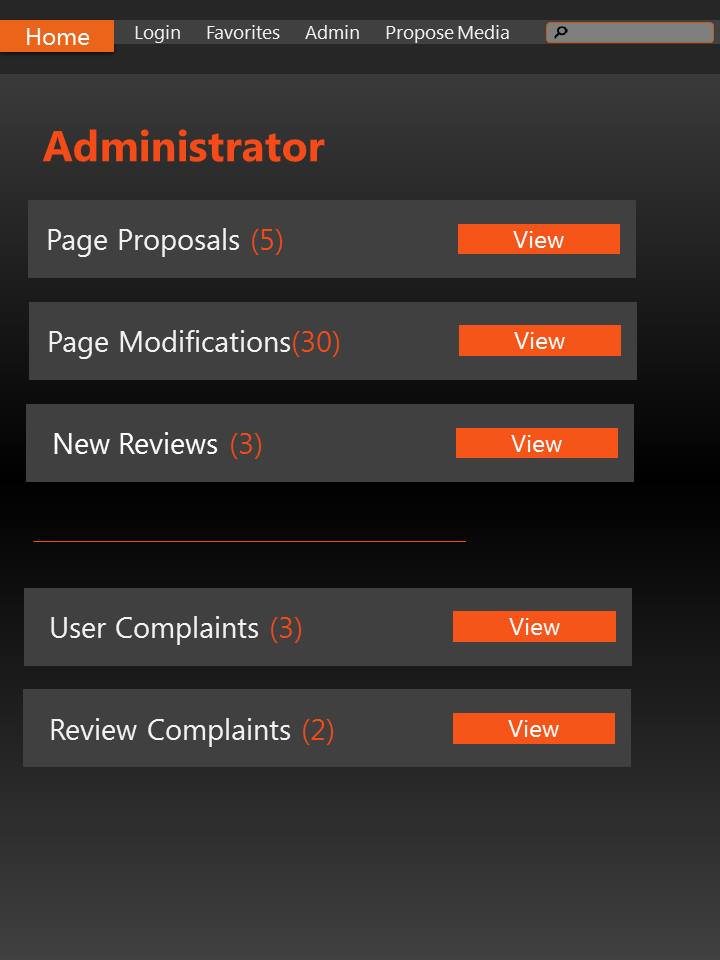 Home Login Favorites Admin Propose Media
Administrator
Page Proposals (5) View
Page Modifications(30) View
New Reviews (3) View
User Complaints (3) View
Review Complaints (2) View